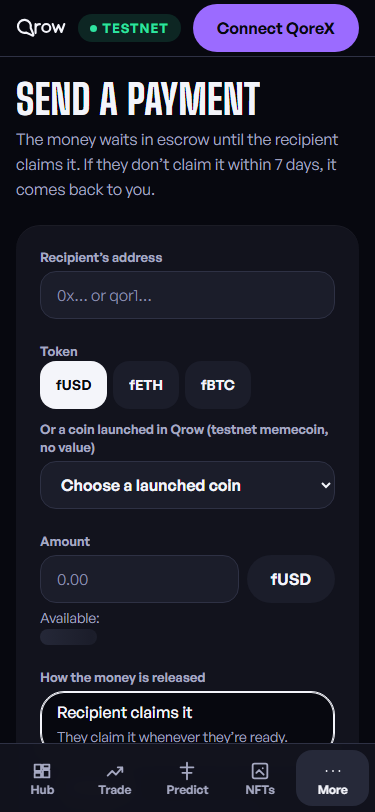 Qrow
TESTNET
Connect QoreX
SEND A PAYMENT
The money waits in escrow until the recipient
claims it. If they don’t claim it within 7 days, it
comes back to you.
Recipient’s address
0x... or qor1...
Token
fUSD
fETH
fBTC
Or a coin launched in Qrow (testnet memecoin,
no value)
Choose a launched coin
Amount
0.00
fUSD
Available:
How the money is released
Recipient claims it
They claim it whenever they’re ready.
Hub
Trade
Predict
NFTs
More